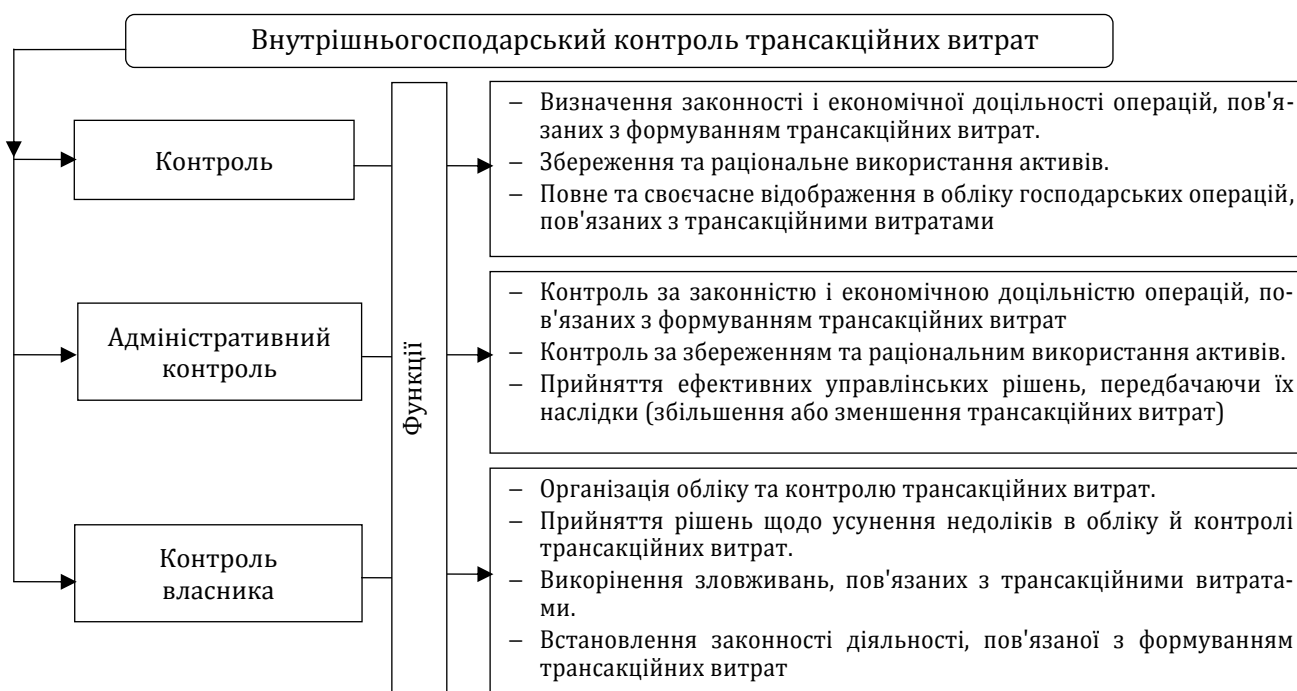 Внутрішньогосподарський контроль трансакційних витрат
Контроль
– Визначення законності і економічної доцільності операцій, пов'я-
язаних з формуванням трансакційних витрат.
– Збереження та раціональне використання активів.
– Повне та своєчасне відображення в обліку господарських операцій,
пов'язаних з трансакційними витратами
Адміністративний
контроль
Функції
– Контроль за законністю і економічною доцільністю операцій, по-
в'язаних з формуванням трансакційних витрат
– Контроль за збереженням та раціональним використання активів.
– Прийняття ефективних управлінських рішень, передбачаючи їх
наслідки (збільшення або зменшення трансакційних витрат)
Контроль
власника
– Організація обліку та контролю трансакційних витрат.
– Прийняття рішень щодо усунення недоліків в обліку й контролі
трансакційних витрат.
– Викорінення зловживань, пов'язаних з трансакційними витрата-
ми.
– Встановлення законності діяльності, пов'язаної з формуванням
трансакційних витрат